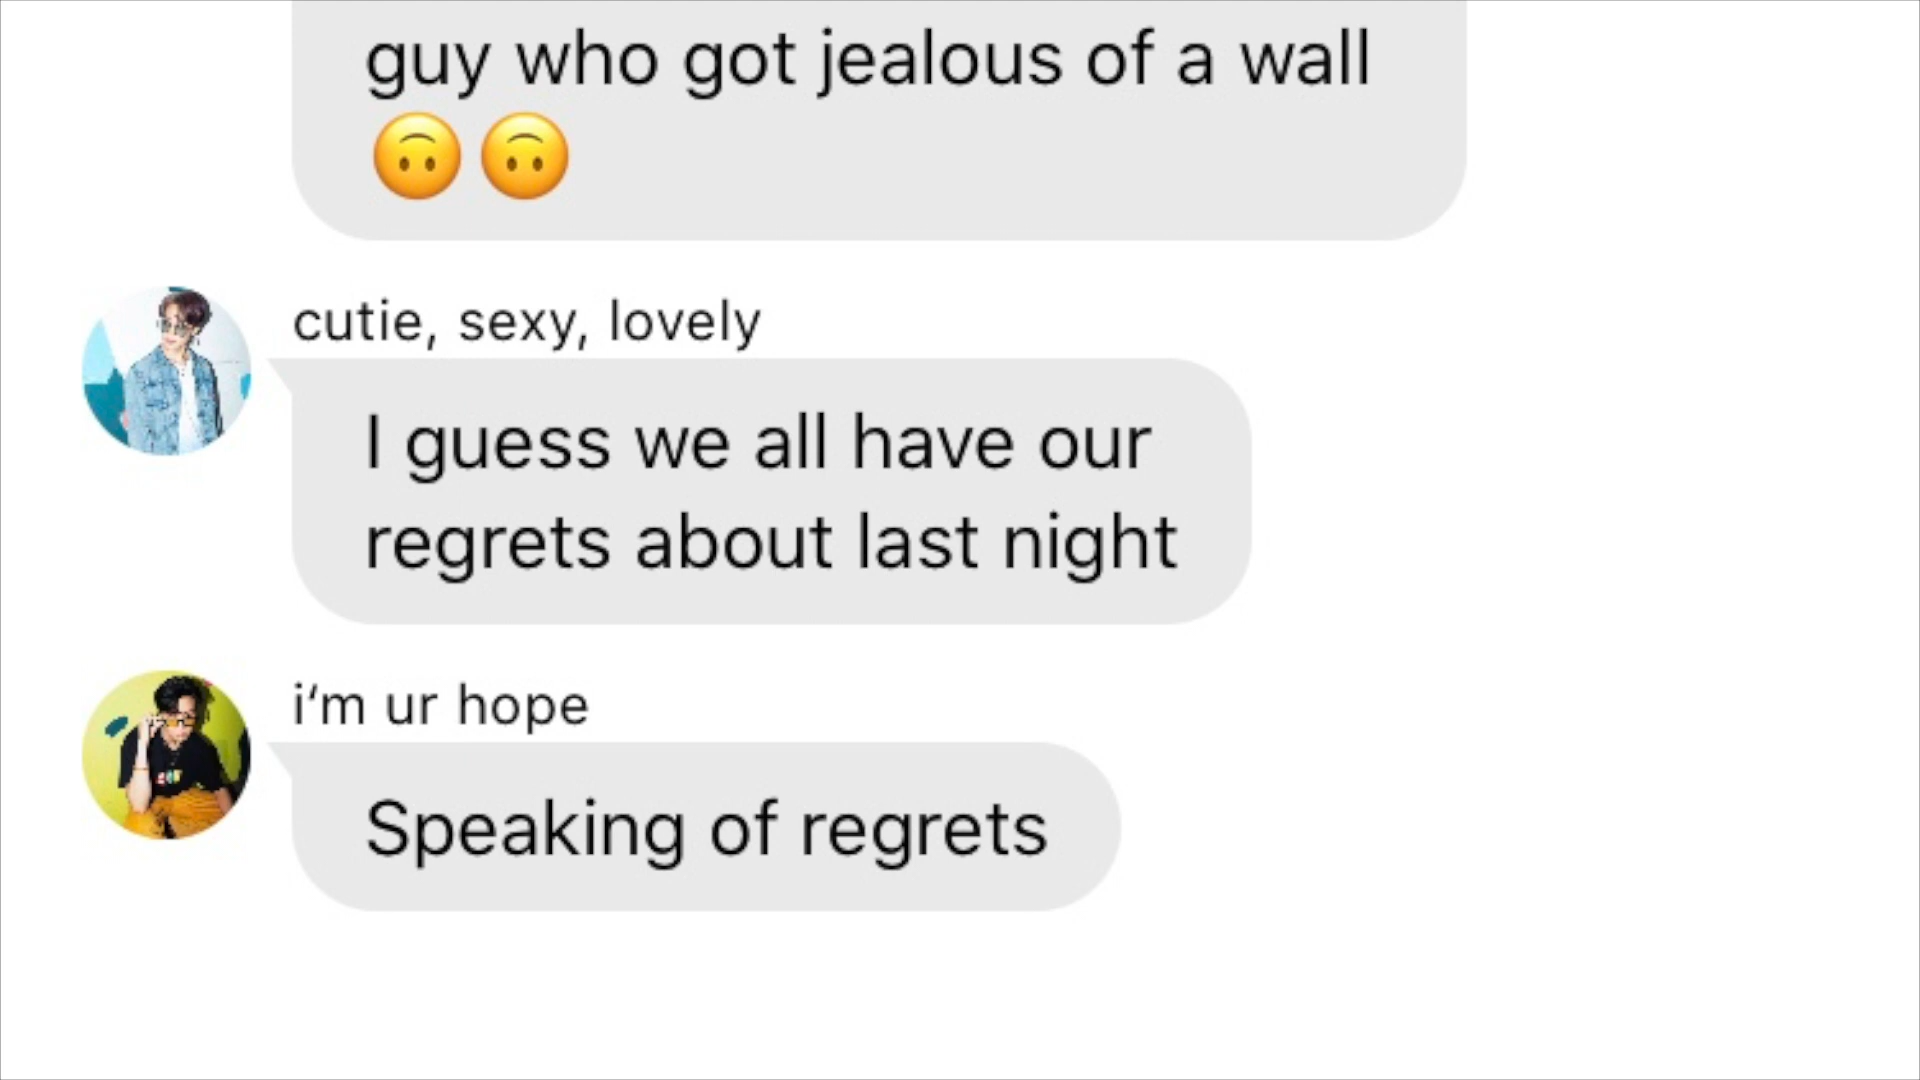 guy who got jealous of a wall
🙃🙃
cutie, sexy, lovely
I guess we all have our
regrets about last night
i‘m ur hope
Speaking of regrets